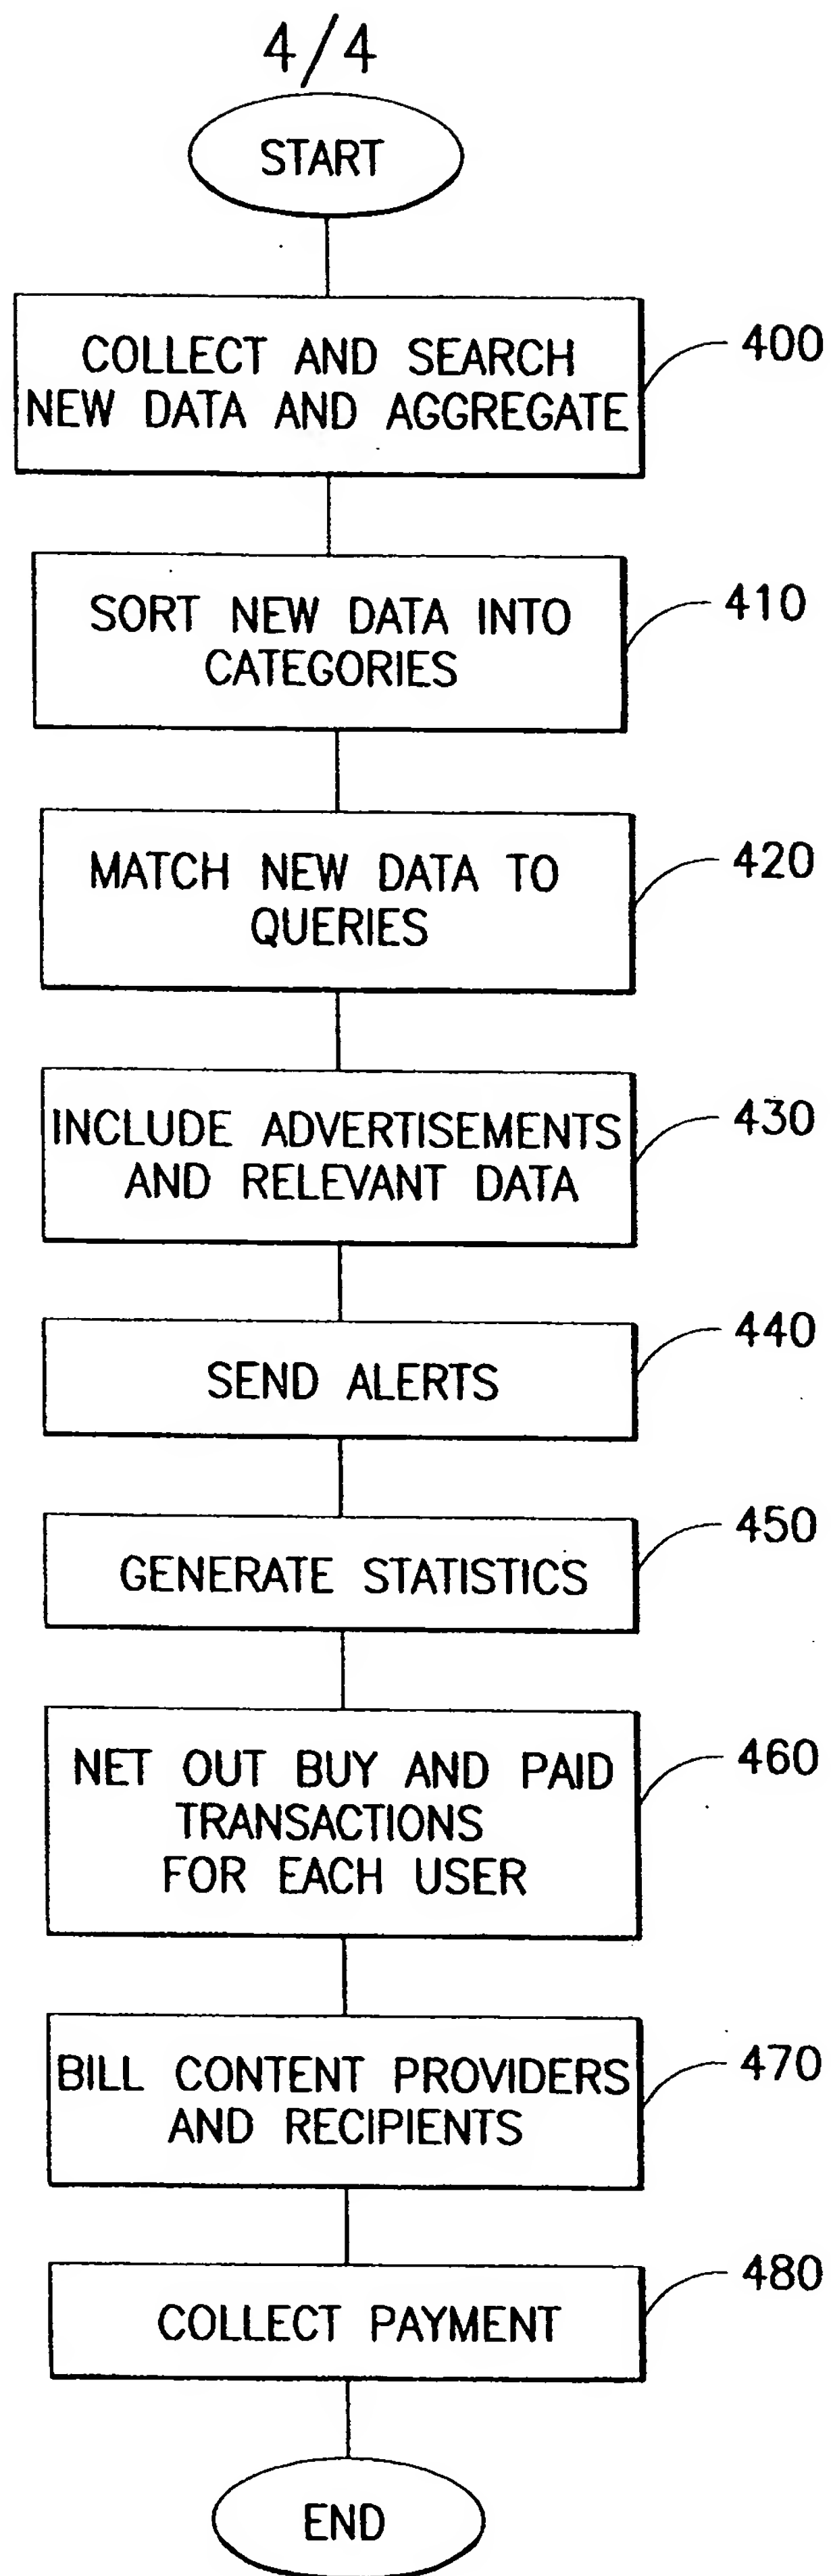 4/4
START
COLLECT AND SEARCH
NEW DATA AND AGGREGATE
400
SORT NEW DATA INTO
CATEGORIES
410
MATCH NEW DATA TO
QUERIES
420
INCLUDE ADVERTISEMENTS
AND RELEVANT DATA
430
SEND ALERTS
440
GENERATE STATISTICS
450
NET OUT BUY AND PAID
TRANSACTIONS
FOR EACH USER
460
BILL CONTENT PROVIDERS
AND RECIPIENTS
470
COLLECT PAYMENT
480
END